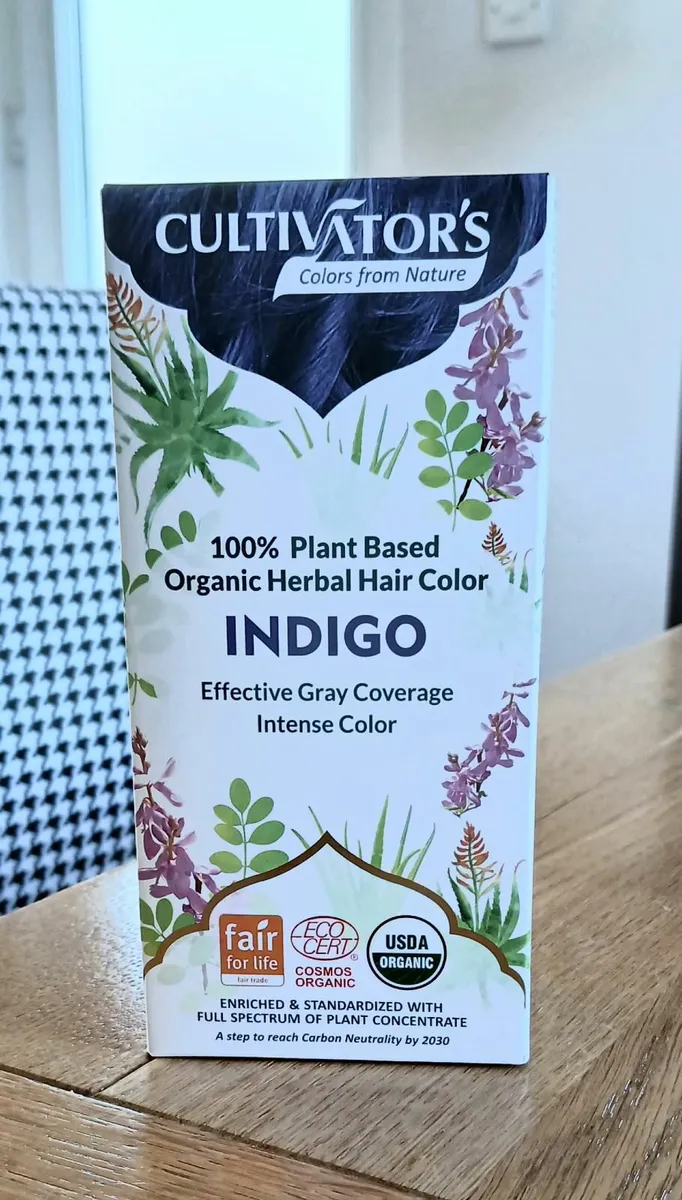 CULTIVATOR'S
Colors from Nature
100% Plant Based
Organic Herbal Hair Color
INDIGO
Effective Gray Coverage
Intense Color
fair
for life
fair trade
ECO
CERT
®
COSMOS
ORGANIC
USDA
ORGANIC
ENRICHED & STANDARDIZED WITH
FULL SPECTRUM OF PLANT CONCENTRATE
A step to reach Carbon Neutrality by 2030